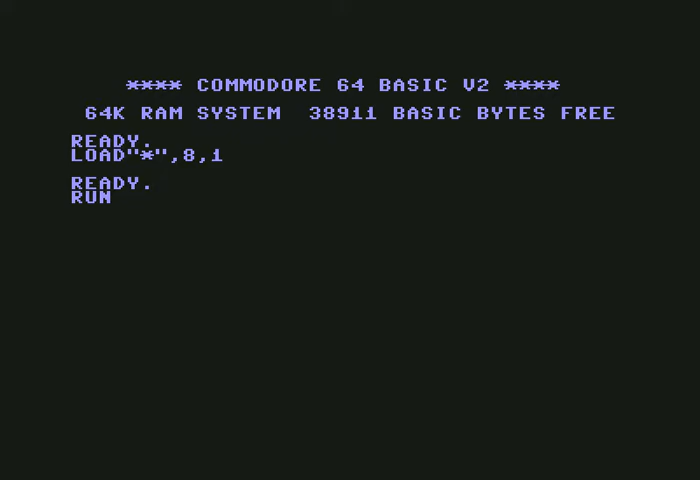 **** COMMODORE 64 BASIC V2 ****
64K RAM SYSTEM  38911 BASIC BYTES FREE
READY.
LOAD"*",8,1
READY.
RUN